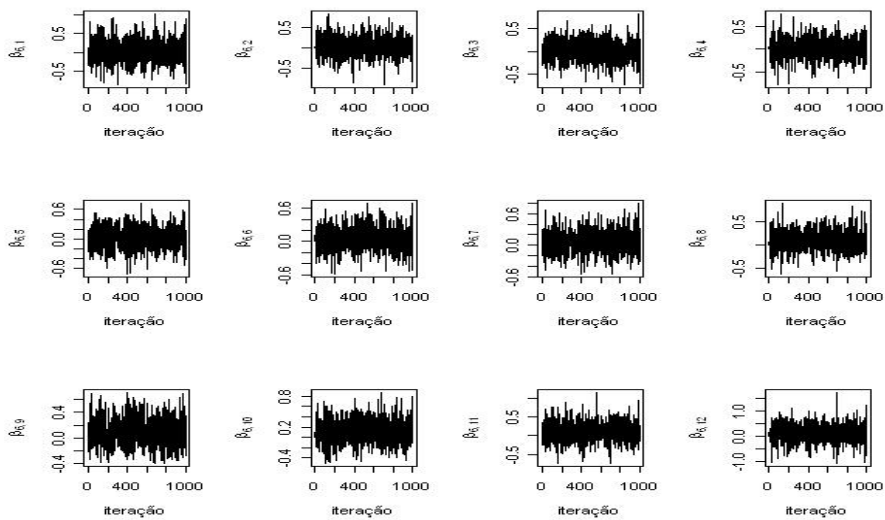 β6,1 -0.5 0.5 0 400 1000 iteração
β6,2 -0.5 0.5 0 400 1000 iteração
β6,3 -0.5 0.5 0 400 1000 iteração
β6,4 -0.5 0.5 0 400 1000 iteração
β6,5 -0.6 0.0 0.6 0 400 1000 iteração
β6,6 -0.6 0.0 0.6 0 400 1000 iteração
β6,7 -0.6 0.0 0.6 0 400 1000 iteração
β6,8 -0.5 0.5 0 400 1000 iteração
β6,9 -0.4 0.0 0.4 0 400 1000 iteração
β6,10 -0.4 0.2 0.8 0 400 1000 iteração
β6,11 -0.5 0.5 0 400 1000 iteração
β6,12 -1.0 0.0 1.0 0 400 1000 iteração